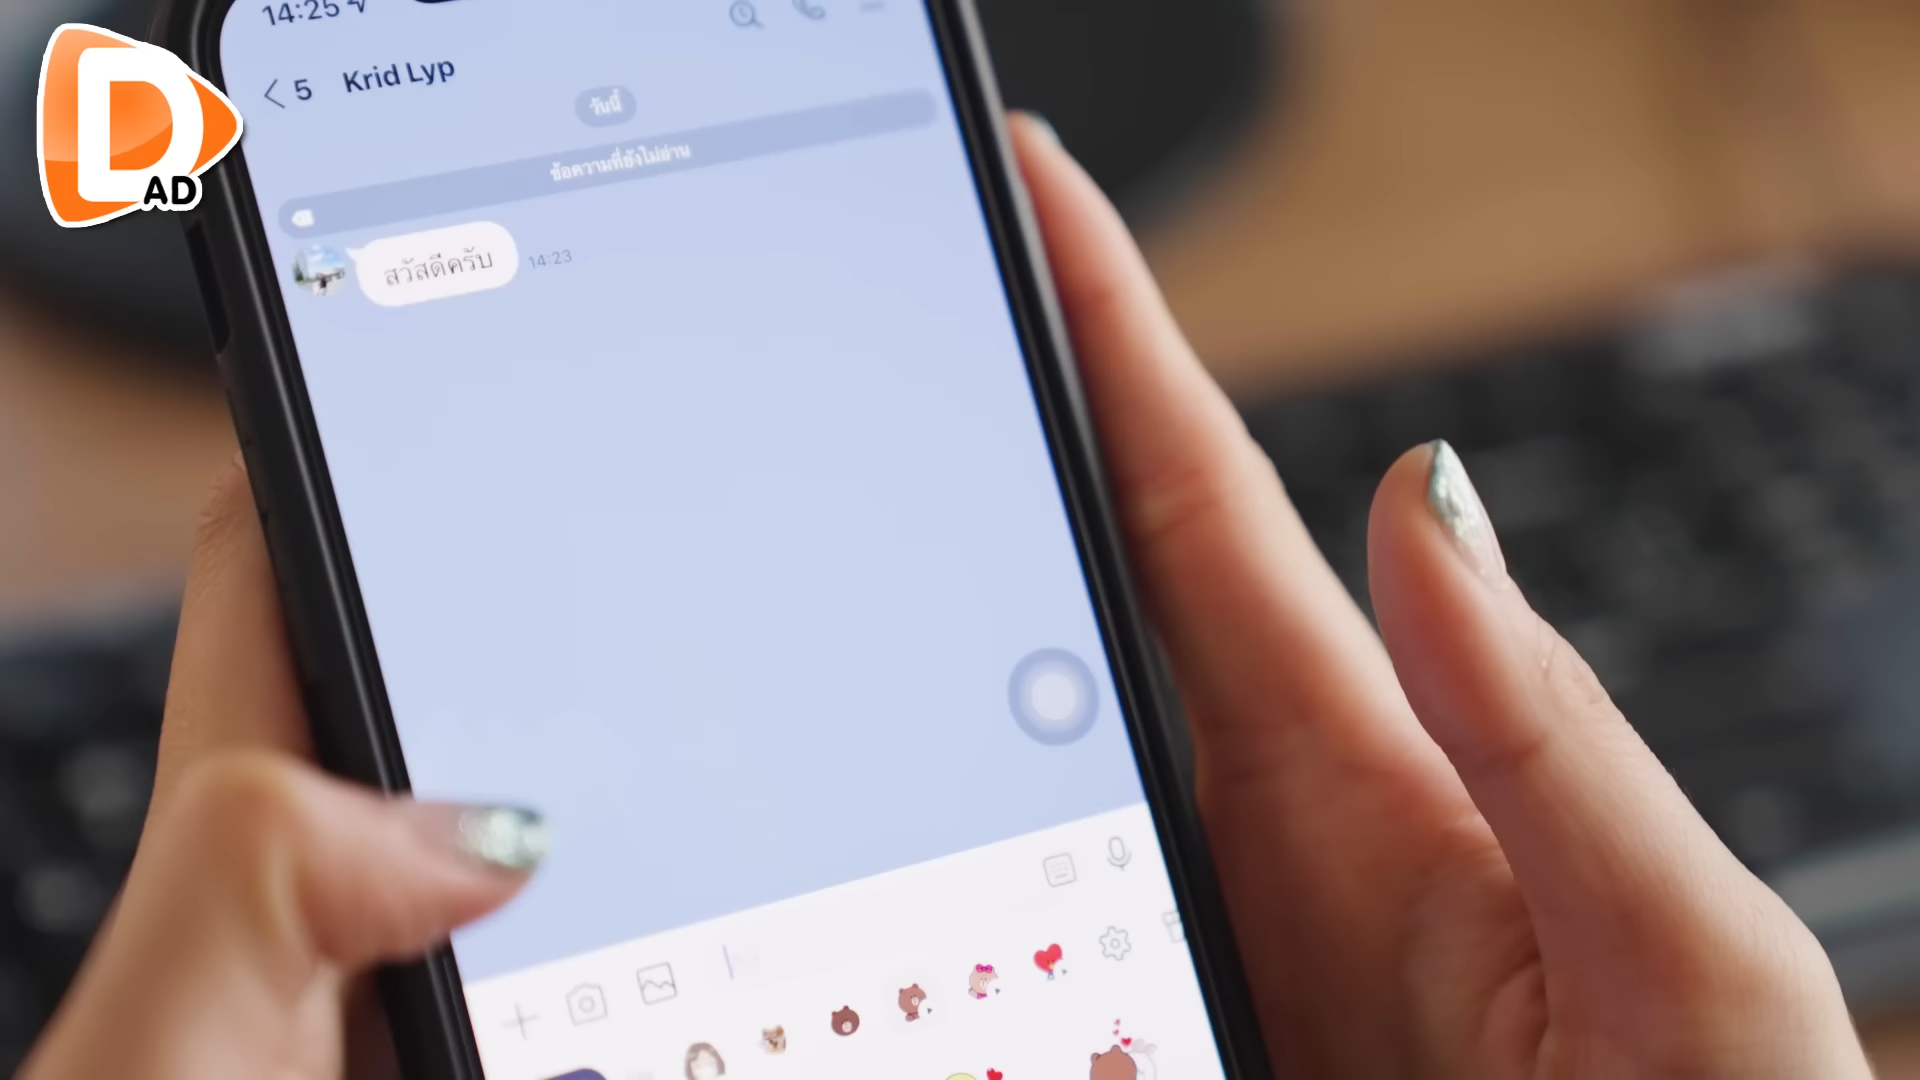 D
AD
14:25
5 Krid Lyp
วันนี้
ข้อความที่ยังไม่อ่าน
สวัสดีครับ 14:23